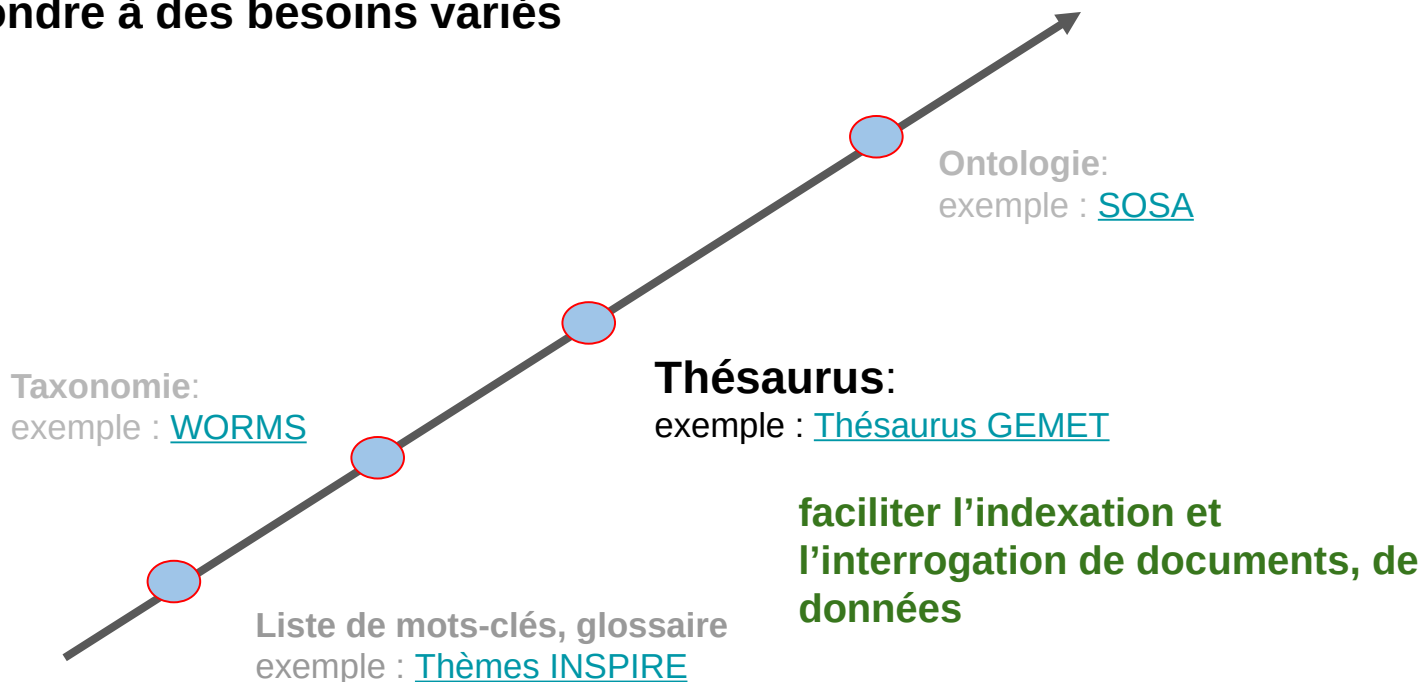 ondre à des besoins variés
Ontologie:
exemple : SOSA
Taxonomie:
exemple : WORMS
Thésaurus:
exemple : Thésaurus GEMET
faciliter l’indexation et
l’interrogation de documents, de
données
Liste de mots-clés, glossaire
exemple : Thèmes INSPIRE